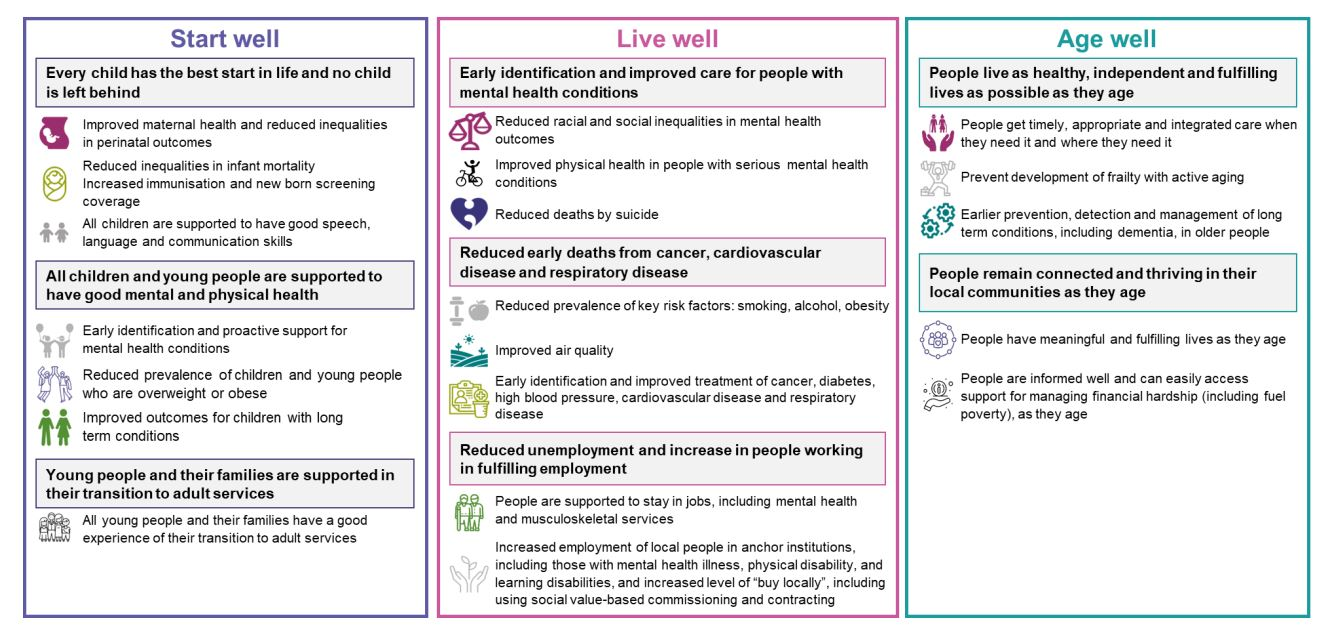 Start well
Every child has the best start in life and no child
is left behind
Improved maternal health and reduced inequalities
in perinatal outcomes
Reduced inequalities in infant mortality
Increased immunisation and new born screening
coverage
All children are supported to have good speech,
language and communication skills
All children and young people are supported to
have good mental and physical health
Early identification and proactive support for
mental health conditions
Reduced prevalence of children and young people
who are overweight or obese
Improved outcomes for children with long
term conditions
Young people and their families are supported in
their transition to adult services
All young people and their families have a good
experience of their transition to adult services
Live well
Early identification and improved care for people with
mental health conditions
Reduced racial and social inequalities in mental health
outcomes
Improved physical health in people with serious mental health
conditions
Reduced deaths by suicide
Reduced early deaths from cancer, cardiovascular
disease and respiratory disease
Reduced prevalence of key risk factors: smoking, alcohol, obesity
Improved air quality
Early identification and improved treatment of cancer, diabetes,
high blood pressure, cardiovascular disease and respiratory
disease
Reduced unemployment and increase in people working
in fulfilling employment
People are supported to stay in jobs, including mental health
and musculoskeletal services
Increased employment of local people in anchor institutions,
including those with mental health illness, physical disability, and
learning disabilities, and increased level of “buy locally”, including
using social value-based commissioning and contracting
Age well
People live as healthy, independent and fulfilling
lives as possible as they age
People get timely, appropriate and integrated care when
they need it and where they need it
Prevent development of frailty with active aging
Earlier prevention, detection and management of long
term conditions, including dementia, in older people
People remain connected and thriving in their
local communities as they age
People have meaningful and fulfilling lives as they age
People are informed well and can easily access
support for managing financial hardship (including fuel
poverty), as they age